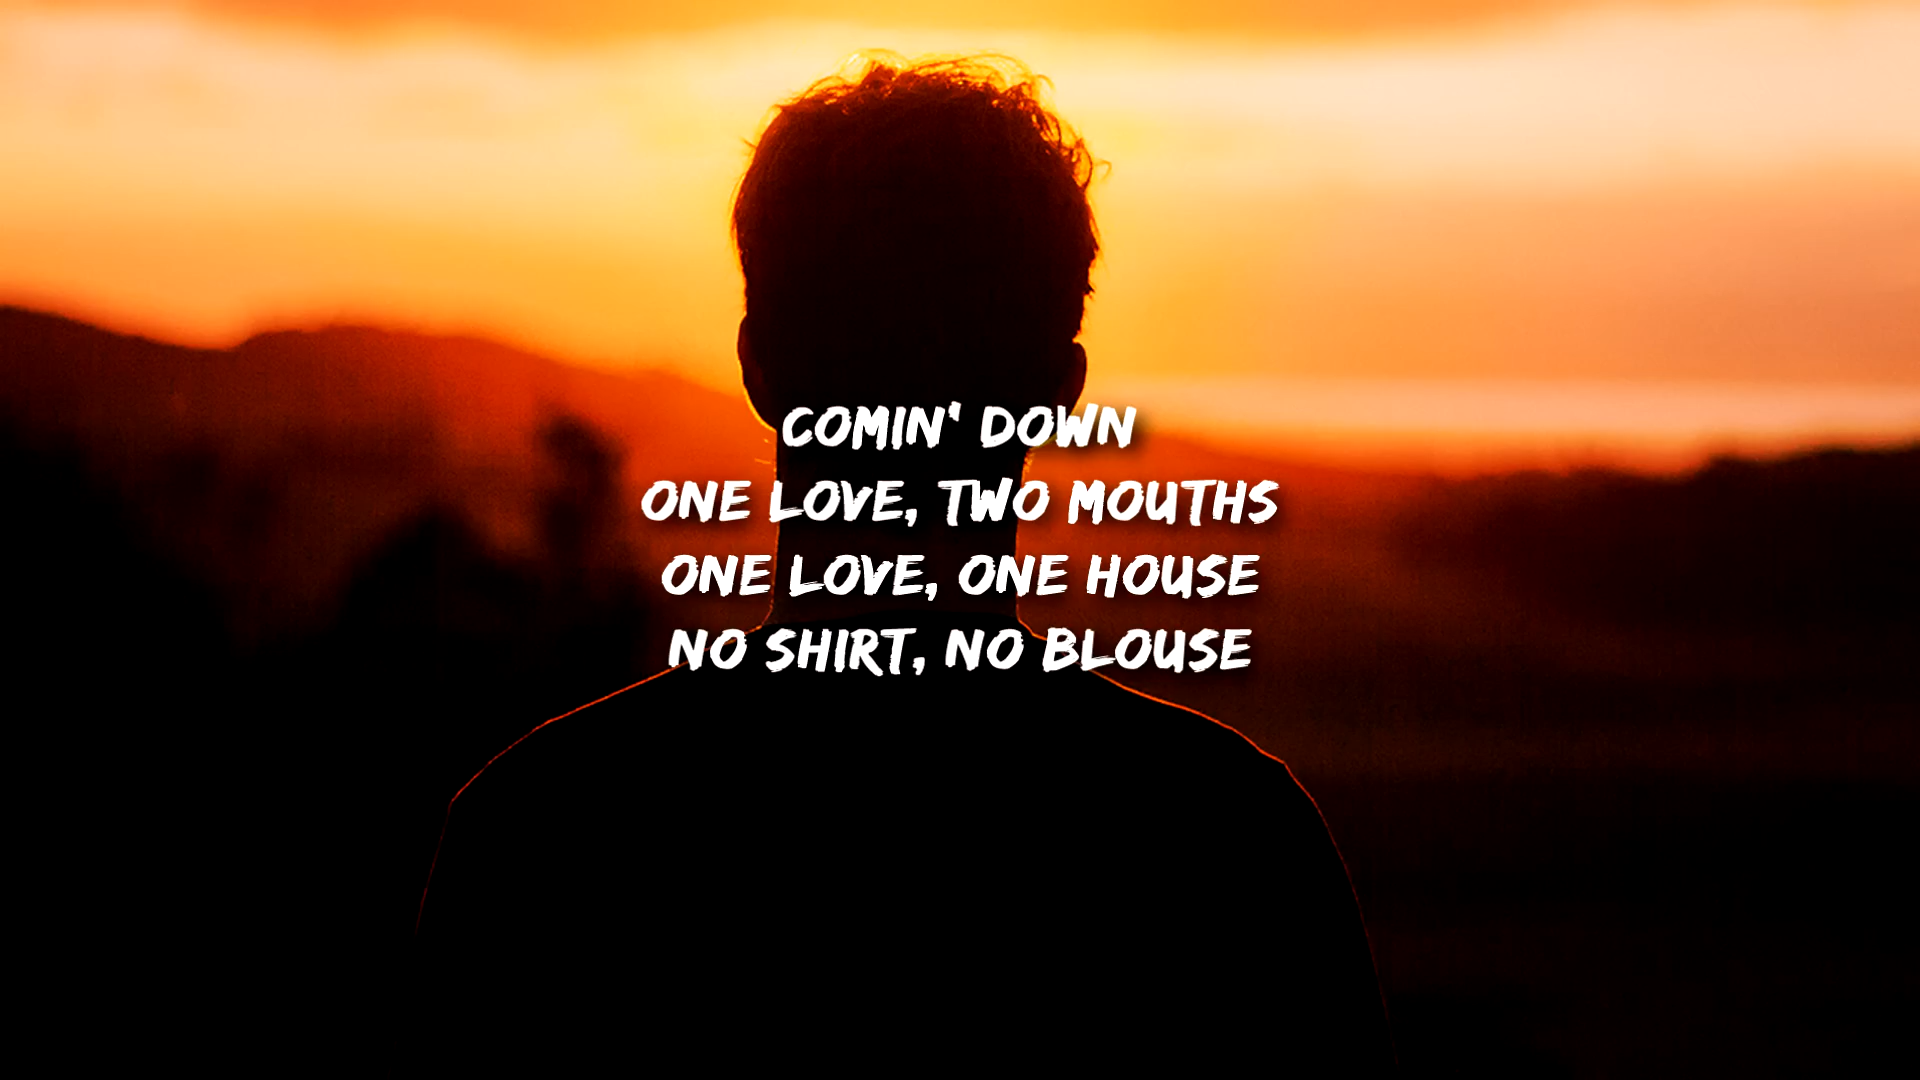 COMIN' DOWN
ONE LOVE, TWO MOUTHS
ONE LOVE, ONE HOUSE
NO SHIRT, NO BLOUSE